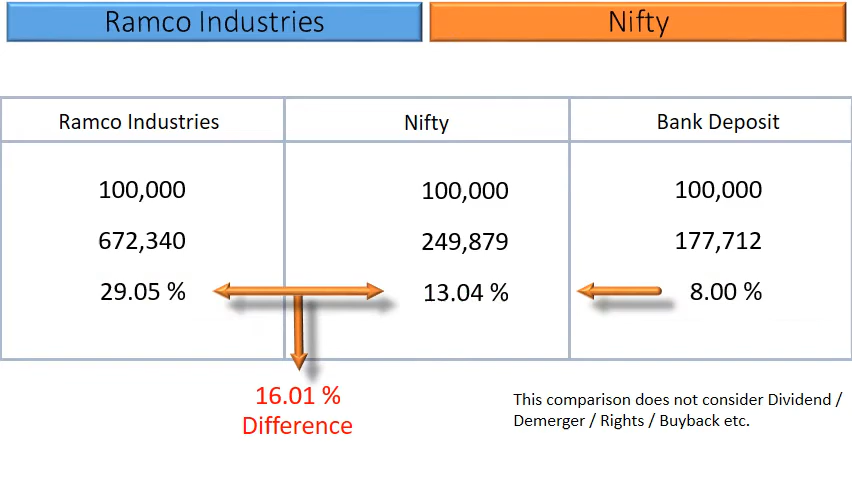 Ramco Industries Nifty
Ramco Industries Nifty Bank Deposit
100,000 100,000 100,000
672,340 249,879 177,712
29.05 % 13.04 % 8.00 %
16.01 %
Difference
This comparison does not consider Dividend /
Demerger / Rights / Buyback etc.